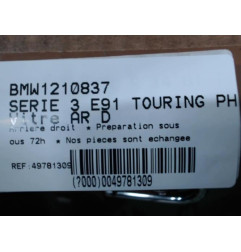 BMW1210837
SERIE 3 E91 TOURING PH
Vitre AR D
Arriere droit * Preparation sous
ous 72h * Nos pieces sont echangee
REF:49781309
(7000)0049781309